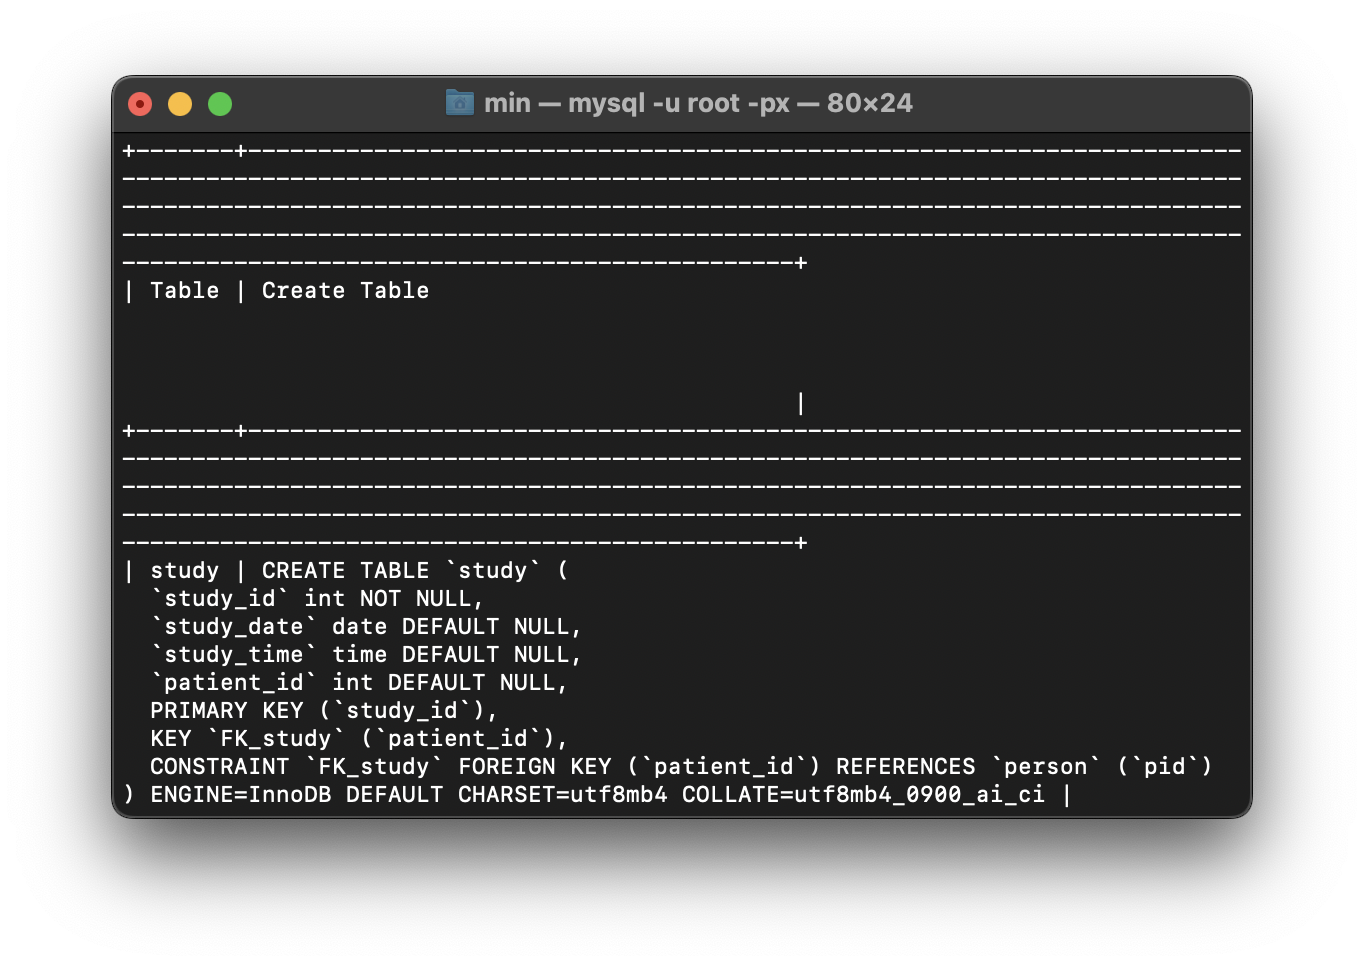 min — mysql -u root -px — 80×24
+-------+-----------------------------------------------------------------------
--------------------------------------------------------------------------------
--------------------------------------------------------------------------------
--------------------------------------------------------------------------------
------------------------------------------------+
| Table | Create Table
|
+-------+-----------------------------------------------------------------------
--------------------------------------------------------------------------------
--------------------------------------------------------------------------------
--------------------------------------------------------------------------------
------------------------------------------------+
| study | CREATE TABLE `study` (
`study_id` int NOT NULL,
`study_date` date DEFAULT NULL,
`study_time` time DEFAULT NULL,
`patient_id` int DEFAULT NULL,
PRIMARY KEY (`study_id`),
KEY `FK_study` (`patient_id`),
CONSTRAINT `FK_study` FOREIGN KEY (`patient_id`) REFERENCES `person` (`pid`)
) ENGINE=InnoDB DEFAULT CHARSET=utf8mb4 COLLATE=utf8mb4_0900_ai_ci |